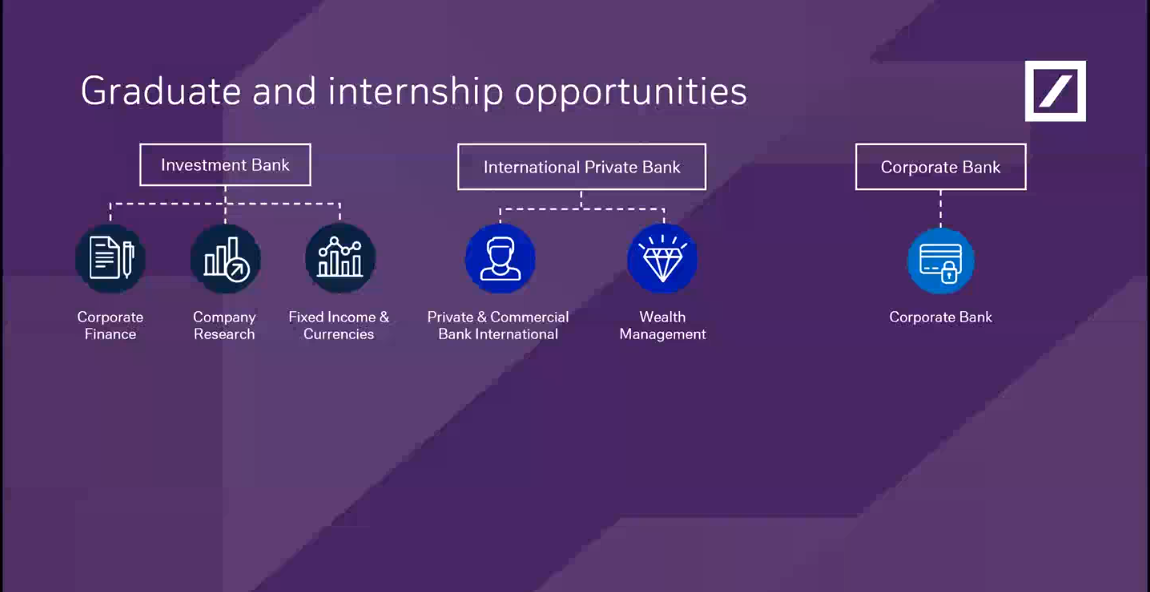 Graduate and internship opportunities
Investment Bank
International Private Bank
Corporate Bank
Corporate
Finance
Company
Research
Fixed Income &
Currencies
Private & Commercial
Bank International
Wealth
Management
Corporate Bank